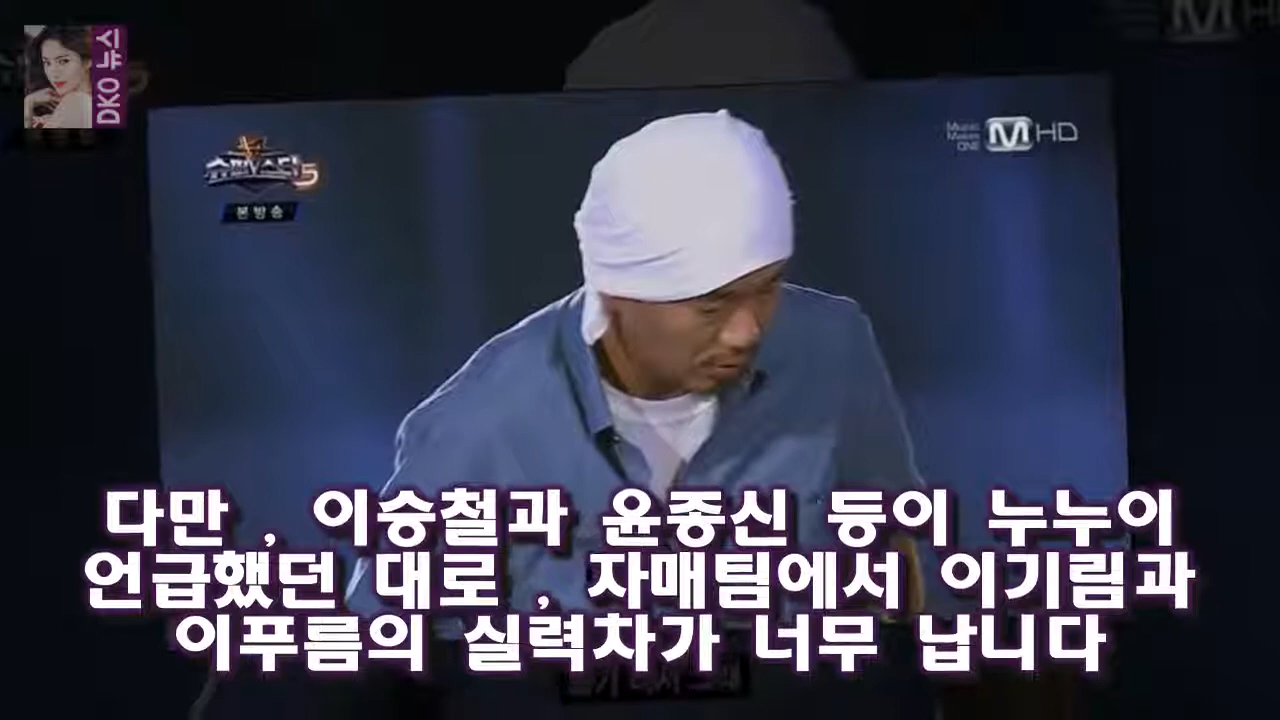 DKO 뉴스
슈퍼스타 5
본방송
Music Makes ONE M HD
다만 , 이승철과 윤종신 등이 누누이
언급했던 대로 , 자매팀에서 이기림과
이푸름의 실력차가 너무 납니다